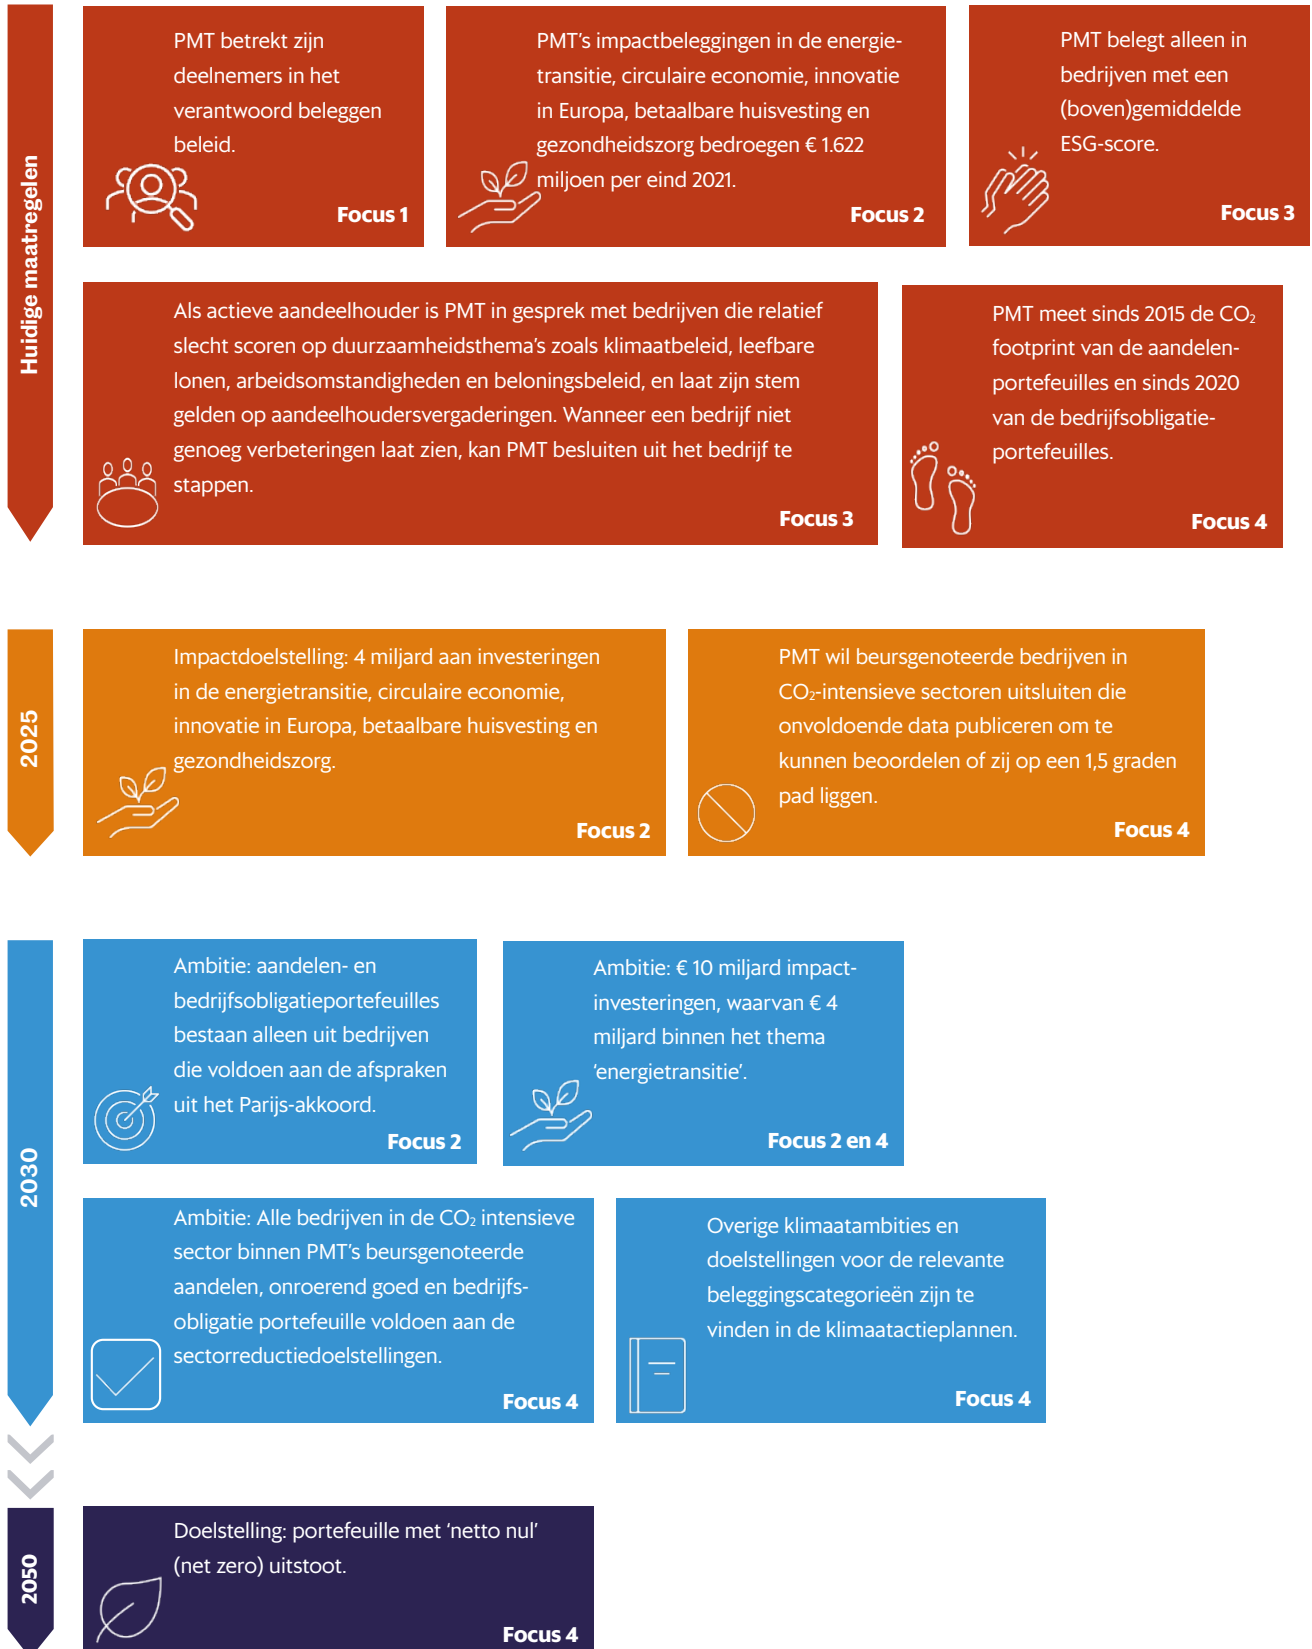 Huidige maatregelen
PMT betrekt zijn
deelnemers in het
verantwoord beleggen
beleid.
Focus 1
PMT's impactbeleggingen in de energie-
transitie, circulaire economie, innovatie
in Europa, betaalbare huisvesting en
gezondheidszorg bedroegen € 1.622
miljoen per eind 2021.
Focus 2
PMT belegt alleen in
bedrijven met een
(boven)gemiddelde
ESG-score.
Focus 3
Als actieve aandeelhouder is PMT in gesprek met bedrijven die relatief
slecht scoren op duurzaamheidsthema's zoals klimaatbeleid, leefbare
lonen, arbeidsomstandigheden en beloningsbeleid, en laat zijn stem
gelden op aandeelhoudersvergaderingen. Wanneer een bedrijf niet
genoeg verbeteringen laat zien, kan PMT besluiten uit het bedrijf te
stappen.
Focus 3
PMT meet sinds 2015 de CO₂
footprint van de aandelen-
portefeuilles en sinds 2020
van de bedrijfsobligatie-
portefeuilles.
Focus 4
2025
Impactdoelstelling: 4 miljard aan investeringen
in de energietransitie, circulaire economie,
innovatie in Europa, betaalbare huisvesting en
gezondheidszorg.
Focus 2
PMT wil beursgenoteerde bedrijven in
CO₂-intensieve sectoren uitsluiten die
onvoldoende data publiceren om te
kunnen beoordelen of zij op een 1,5 graden
pad liggen.
Focus 4
2030
Ambitie: aandelen- en
bedrijfsobligatieportefeuilles
bestaan alleen uit bedrijven
die voldoen aan de afspraken
uit het Parijs-akkoord.
Focus 2
Ambitie: € 10 miljard impact-
investeringen, waarvan € 4
miljard binnen het thema
'energietransitie'.
Focus 2 en 4
Ambitie: Alle bedrijven in de CO₂ intensieve
sector binnen PMT's beursgenoteerde
aandelen, onroerend goed en bedrijfs-
obligatie portefeuille voldoen aan de
sectorreductiedoelstellingen.
Focus 4
Overige klimaatambities en
doelstellingen voor de relevante
beleggingscategorieën zijn te
vinden in de klimaatactieplannen.
Focus 4
2050
Doelstelling: portefeuille met 'netto nul'
(net zero) uitstoot.
Focus 4